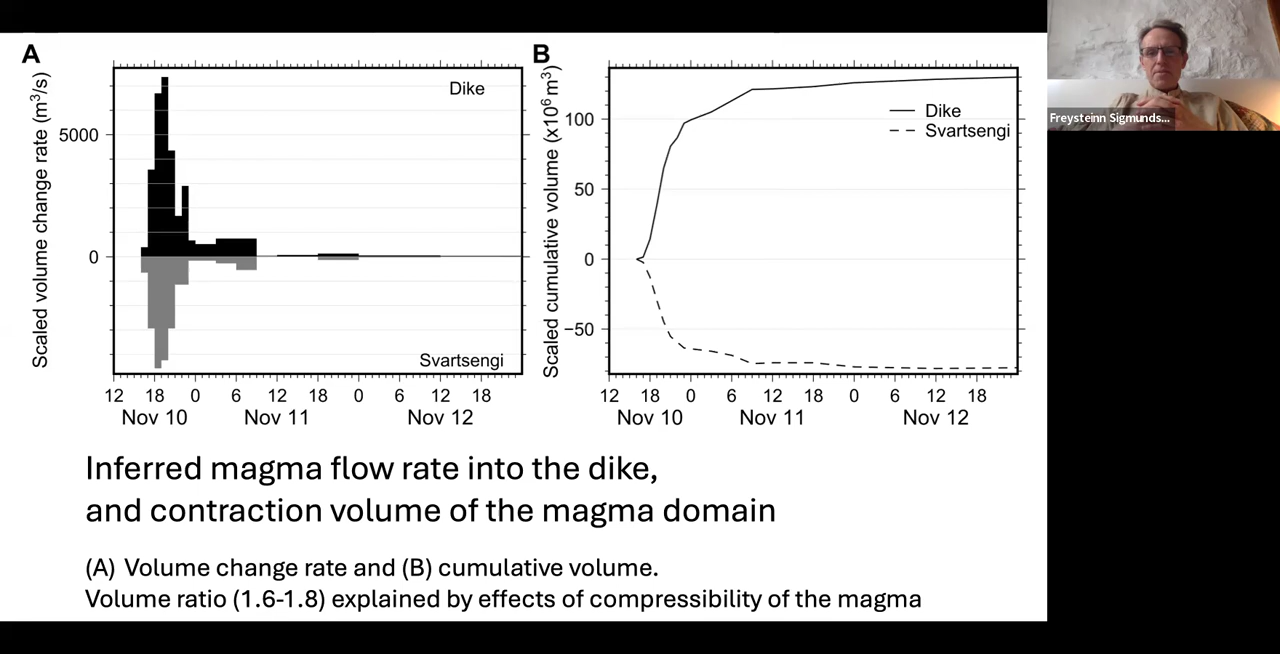 A
B
Scaled volume change rate (m³/s)
5000
0
Dike
Svartsengi
12 18 0 6 12 18 0 6 12 18
Nov 10 Nov 11 Nov 12
Scaled cumulative volume (x10⁶ m³)
100
50
0
−50
Dike
Svartsengi
12 18 0 6 12 18 0 6 12 18
Nov 10 Nov 11 Nov 12
Inferred magma flow rate into the dike,
and contraction volume of the magma domain
(A) Volume change rate and (B) cumulative volume.
Volume ratio (1.6-1.8) explained by effects of compressibility of the magma
Freysteinn Sigmunds...